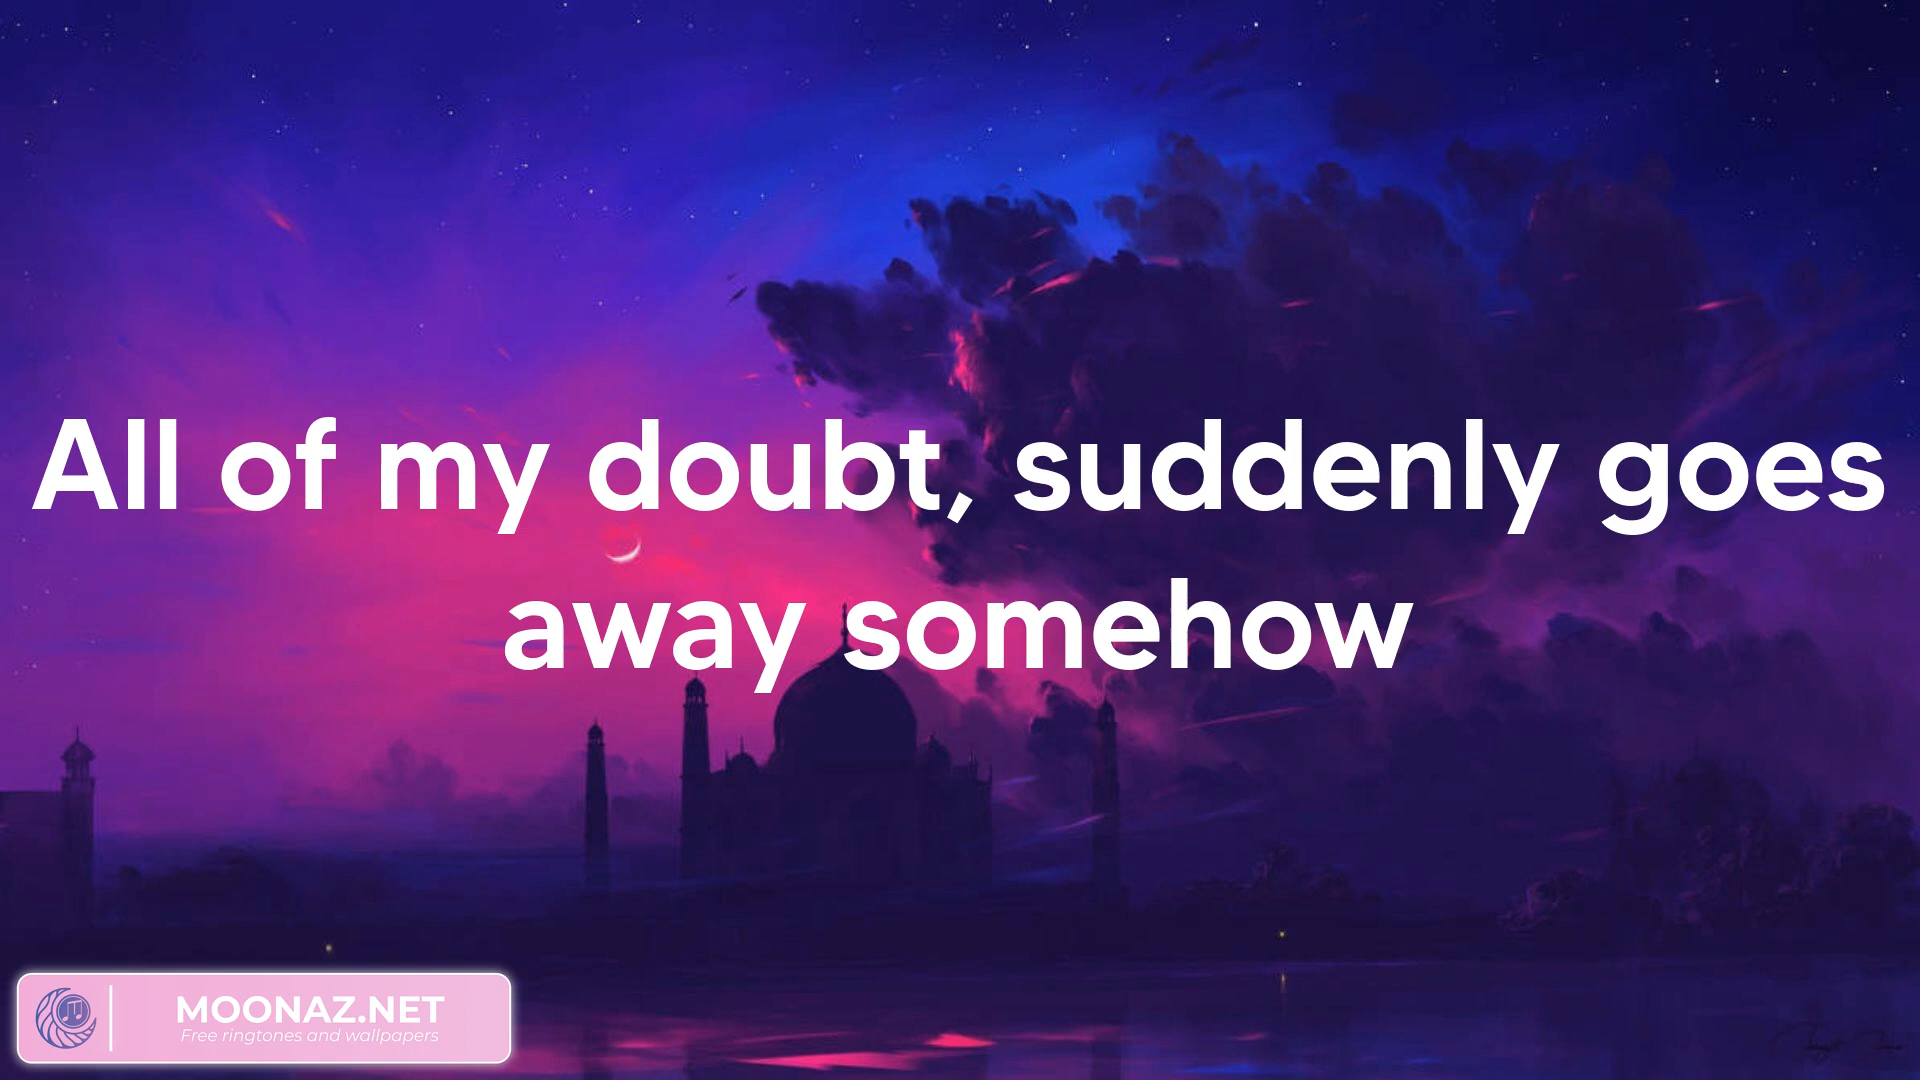 All of my doubt, suddenly goes
away somehow
MOONAZ.NET
Free ringtones and wallpapers